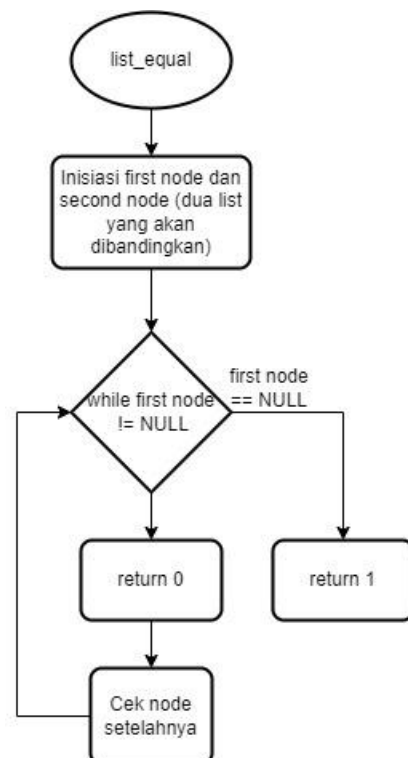 list_equal
Inisiasi first node dan
second node (dua list
yang akan
dibandingkan)
while first node
!= NULL
first node
== NULL
return 0
return 1
Cek node
setelahnya